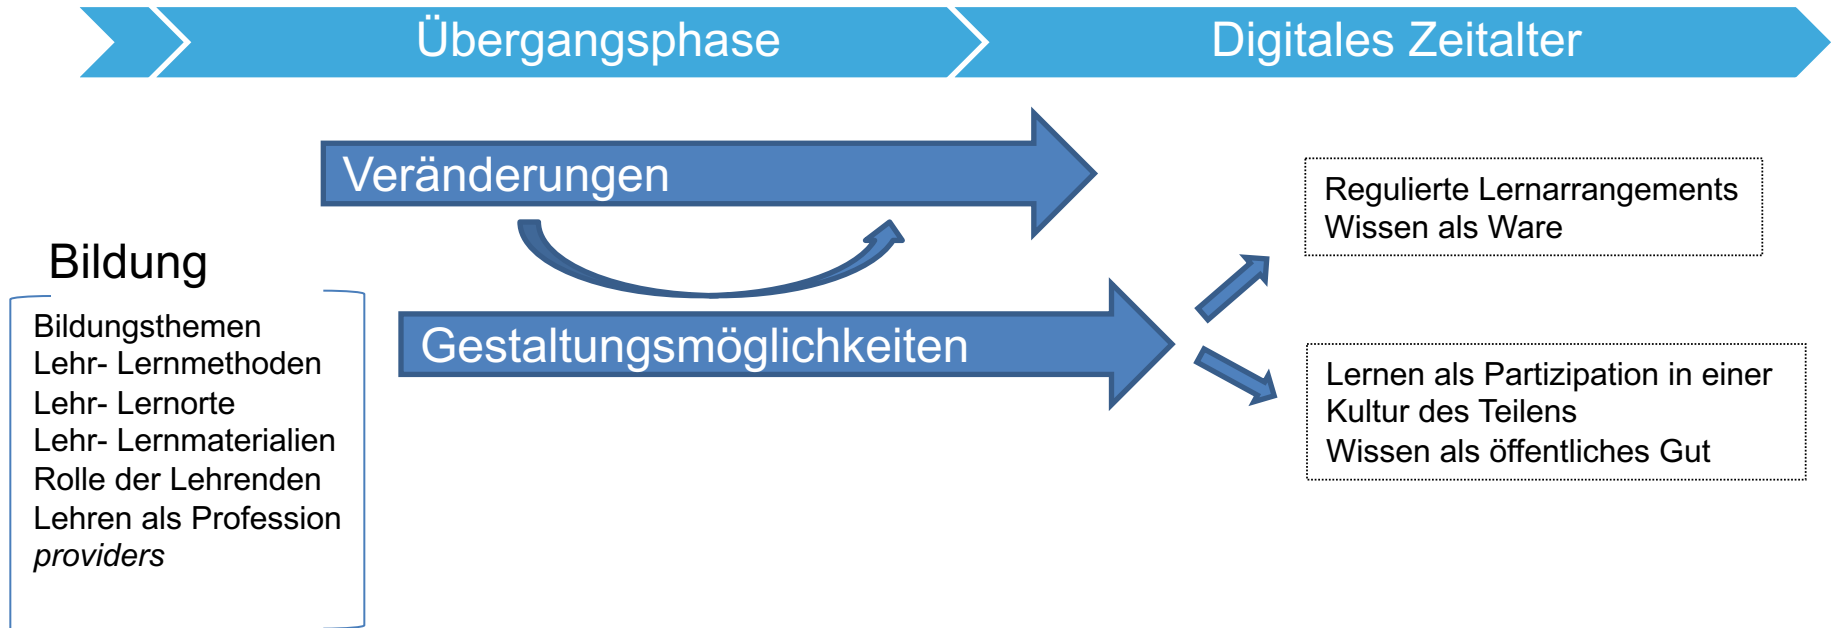 Übergangsphase
Digitales Zeitalter
Veränderungen
Regulierte Lernarrangements
Wissen als Ware
Bildung
Bildungsthemen
Lehr- Lernmethoden
Lehr- Lernorte
Lehr- Lernmaterialien
Rolle der Lehrenden
Lehren als Profession
providers
Gestaltungsmöglichkeiten
Lernen als Partizipation in einer
Kultur des Teilens
Wissen als öffentliches Gut